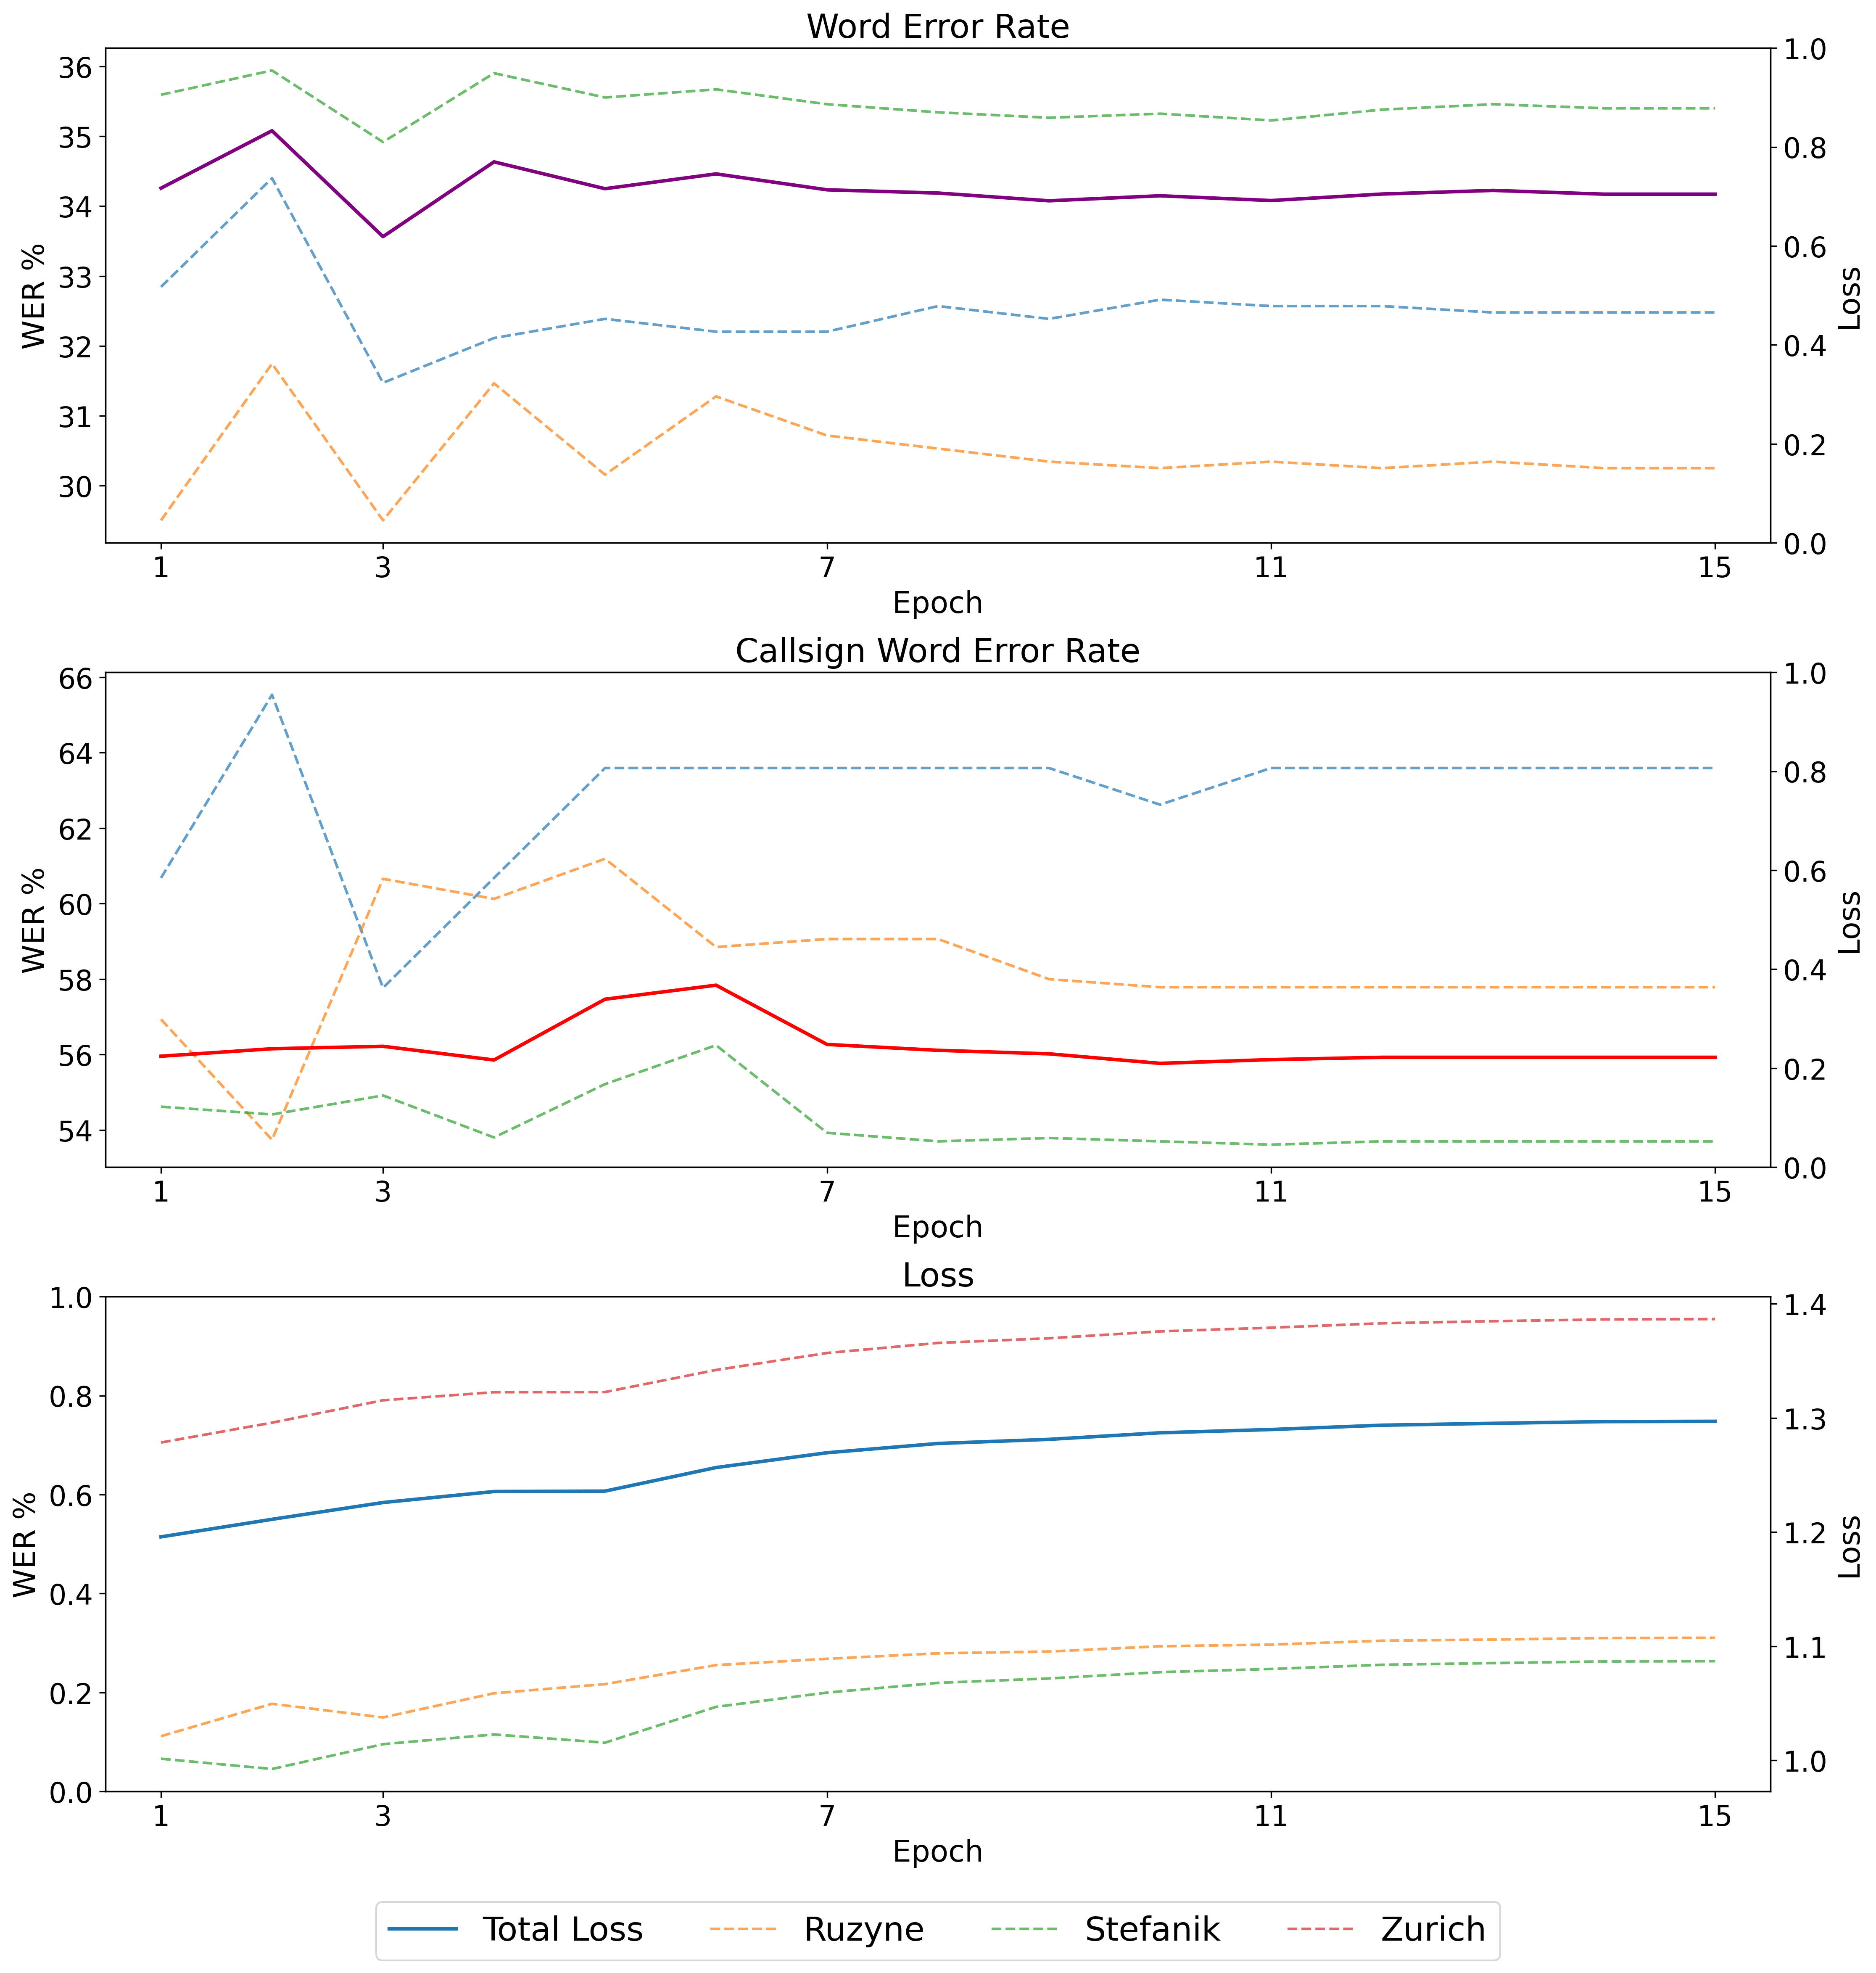 Word Error Rate
WER %
36
35
34
33
32
31
30
1.0
0.8
0.6
0.4
0.2
0.0
Loss
1 3 7 11 15
Epoch
Callsign Word Error Rate
WER %
66
64
62
60
58
56
54
1.0
0.8
0.6
0.4
0.2
0.0
Loss
1 3 7 11 15
Epoch
Loss
WER %
1.0
0.8
0.6
0.4
0.2
0.0
1.4
1.3
1.2
1.1
1.0
Loss
1 3 7 11 15
Epoch
Total Loss Ruzyne Stefanik Zurich